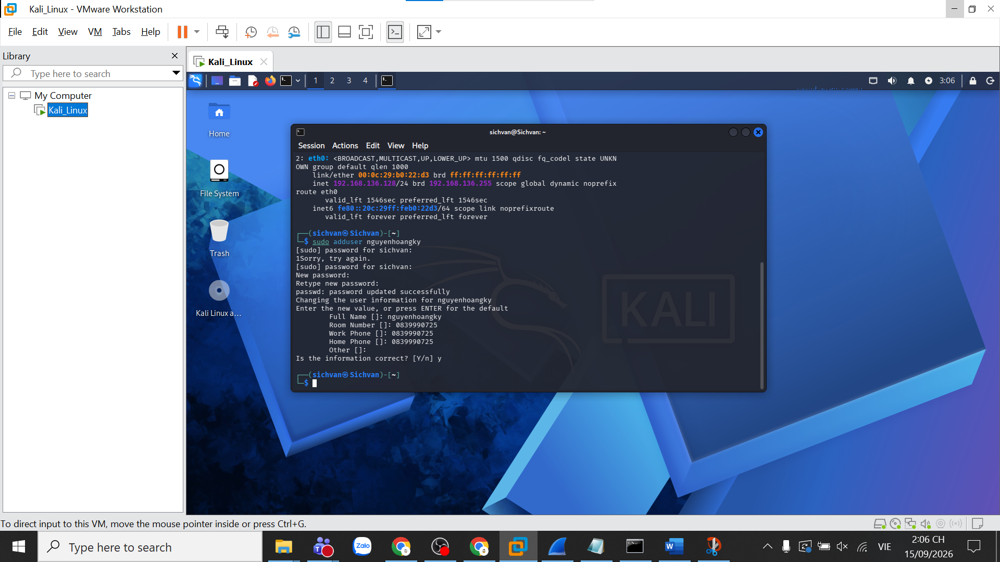 Kali_Linux - VMware Workstation
File Edit View VM Tabs Help
Library
Type here to search
My Computer
Kali_Linux
Kali_Linux
1 2 3 4
3:06
Home
File System
Trash
Kali Linux a...
sichvan@Sichvan: ~
Session Actions Edit View Help
2: eth0: <BROADCAST,MULTICAST,UP,LOWER_UP> mtu 1500 qdisc fq_codel state UNKN
OWN group default qlen 1000
link/ether 00:0c:29:b0:22:d3 brd ff:ff:ff:ff:ff:ff
inet 192.168.136.128/24 brd 192.168.136.255 scope global dynamic noprefix
route eth0
valid_lft 1546sec preferred_lft 1546sec
inet6 fe80::20c:29ff:feb0:22d3/64 scope link noprefixroute
valid_lft forever preferred_lft forever
┌──(sichvan㉿Sichvan)-[~]
└─$ sudo adduser nguyenhoangky
[sudo] password for sichvan:
1Sorry, try again.
[sudo] password for sichvan:
New password:
Retype new password:
passwd: password updated successfully
Changing the user information for nguyenhoangky
Enter the new value, or press ENTER for the default
Full Name []: nguyenhoangky
Room Number []: 0839990725
Work Phone []: 0839990725
Home Phone []: 0839990725
Other []:
Is the information correct? [Y/n] y
┌──(sichvan㉿Sichvan)-[~]
└─$
KALI
To direct input to this VM, move the mouse pointer inside or press Ctrl+G.
Type here to search
Zalo
VIE
2:06 CH
15/09/2026